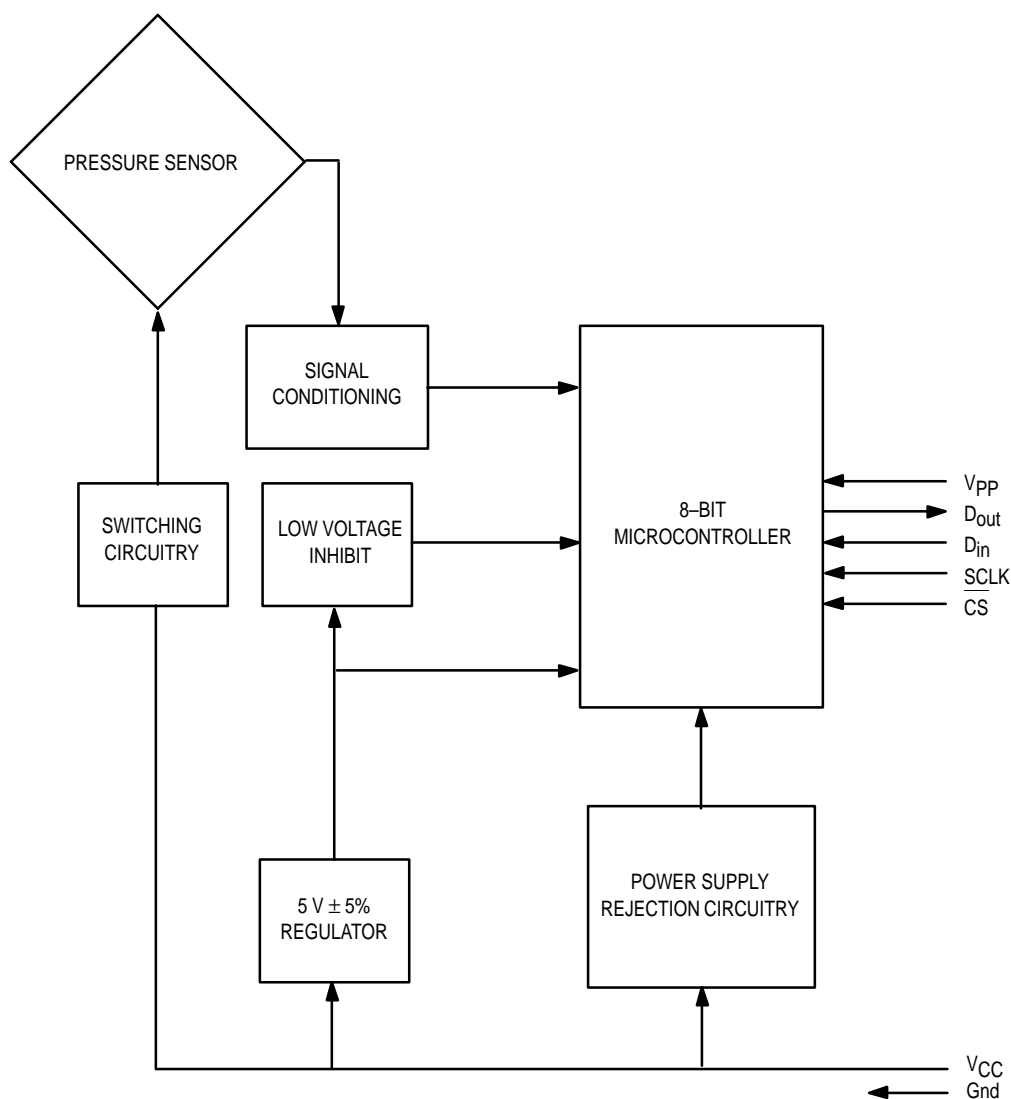 PRESSURE SENSOR
SIGNAL
CONDITIONING
SWITCHING
CIRCUITRY
LOW VOLTAGE
INHIBIT
8–BIT
MICROCONTROLLER
VPP
Dout
Din
SCLK
C̅S̅
5 V ± 5%
REGULATOR
POWER SUPPLY
REJECTION CIRCUITRY
VCC
Gnd